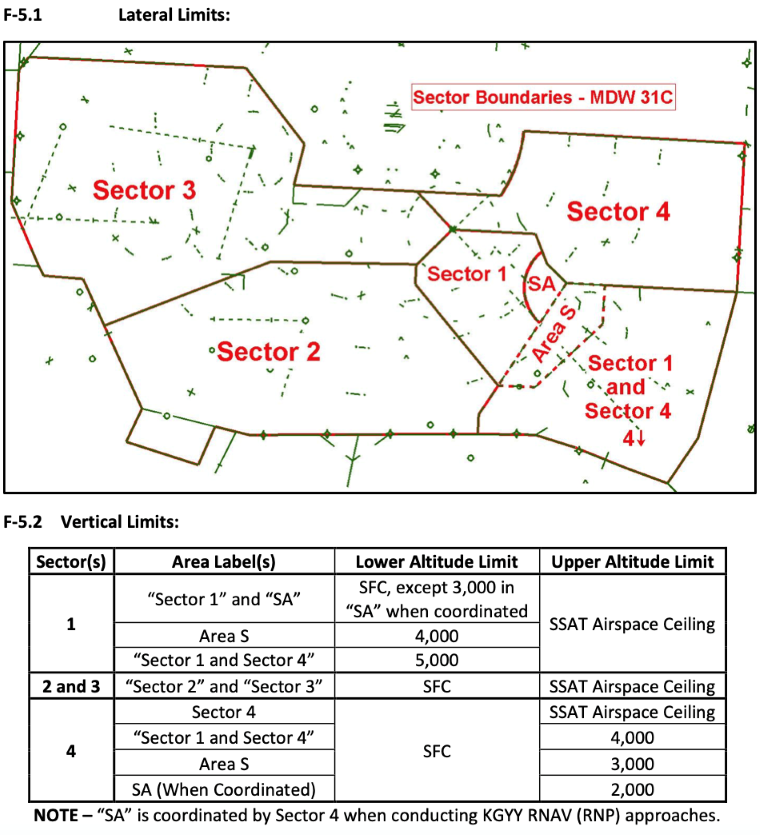 F-5.1 Lateral Limits:
Sector Boundaries - MDW 31C
Sector 3
Sector 4
Sector 1
SA
Area S
Sector 2
Sector 1
and
Sector 4
4↓
F-5.2 Vertical Limits:
Sector(s) Area Label(s) Lower Altitude Limit Upper Altitude Limit
1 “Sector 1” and “SA” SFC, except 3,000 in
“SA” when coordinated
SSAT Airspace Ceiling
Area S 4,000
“Sector 1 and Sector 4” 5,000
2 and 3 “Sector 2” and “Sector 3” SFC SSAT Airspace Ceiling
4 Sector 4 SFC SSAT Airspace Ceiling
“Sector 1 and Sector 4” 4,000
Area S 3,000
SA (When Coordinated) 2,000
NOTE – “SA” is coordinated by Sector 4 when conducting KGYY RNAV (RNP) approaches.